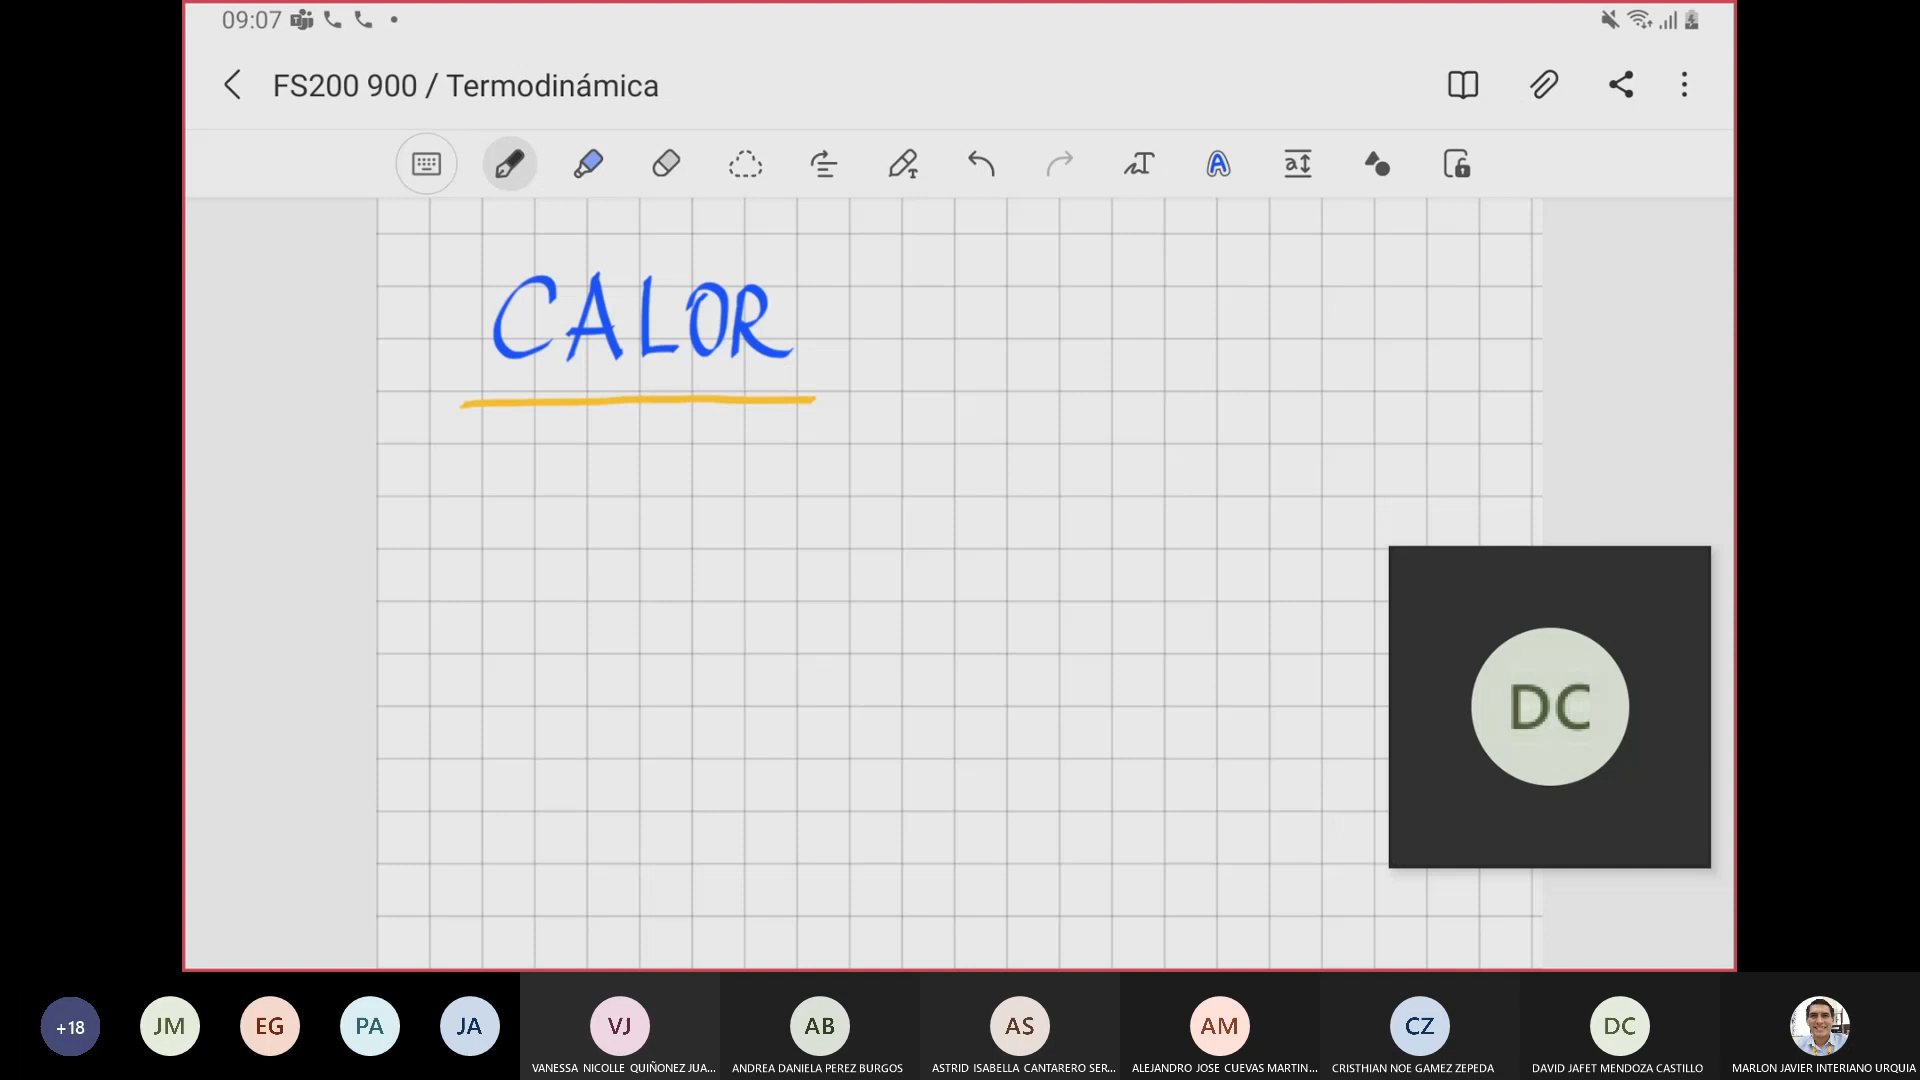 09:07
FS200 900 / Termodinámica
CALOR
DC
+18
JM
EG
PA
JA
VJ
AB
AS
AM
CZ
DC
VANESSA NICOLLE QUIÑONEZ JUA...
ANDREA DANIELA PEREZ BURGOS
ASTRID ISABELLA CANTARERO SER...
ALEJANDRO JOSE CUEVAS MARTIN...
CRISTHIAN NOE GAMEZ ZEPEDA
DAVID JAFET MENDOZA CASTILLO
MARLON JAVIER INTERIANO URQUIA